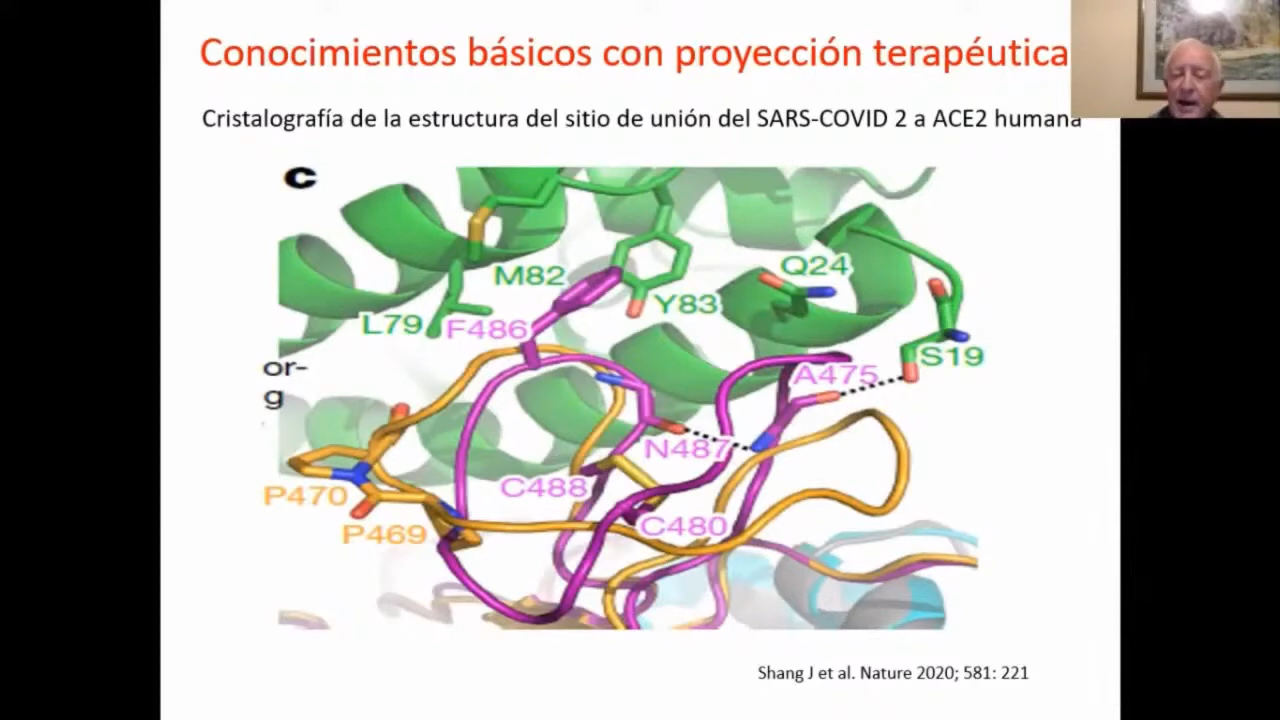 Conocimientos básicos con proyección terapéutica
Cristalografía de la estructura del sitio de unión del SARS-COVID 2 a ACE2 humana
c
M82
Q24
L79
F486
Y83
S19
or-
g
A475
N487
C488
P470
C480
P469
Shang J et al. Nature 2020; 581: 221